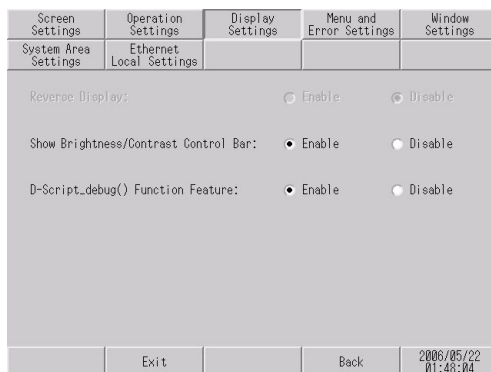 Screen Settings
Operation Settings
Display Settings
Menu and Error Settings
Window Settings
System Area Settings
Ethernet Local Settings
Reverse Display: Enable Disable
Show Brightness/Contrast Control Bar: Enable Disable
D-Script_debug() Function Feature: Enable Disable
Exit
Back
2006/05/22
01:48:04